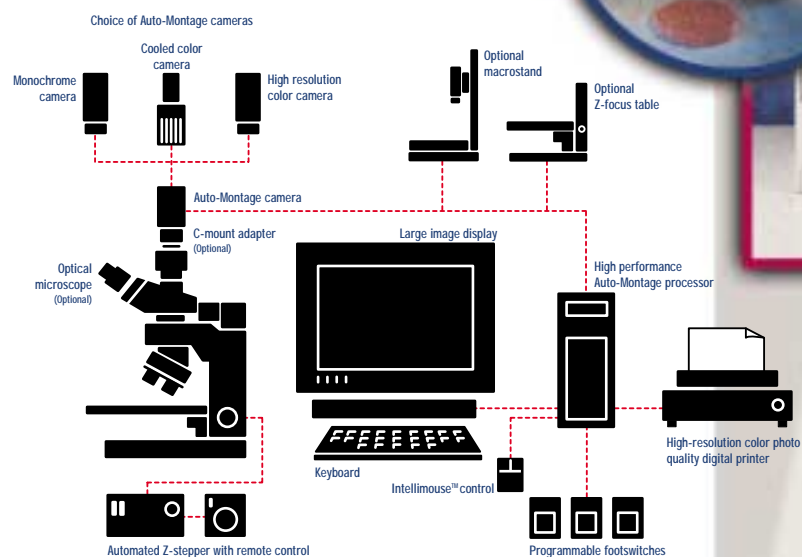 Choice of Auto-Montage cameras
Cooled color
camera
Monochrome
camera
High resolution
color camera
Optional
macrostand
Optional
Z-focus table
Auto-Montage camera
C-mount adapter
(Optional)
Large image display
Optical
microscope
(Optional)
High performance
Auto-Montage processor
High-resolution color photo
quality digital printer
Keyboard
Intellimouse™ control
Automated Z-stepper with remote control
Programmable footswitches